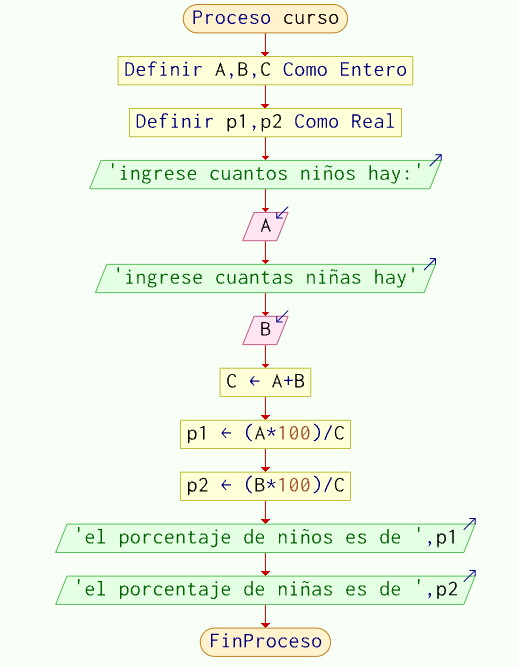 Proceso curso
Definir A,B,C Como Entero
Definir p1,p2 Como Real
'ingrese cuantos niños hay:'
A
'ingrese cuantas niñas hay'
B
C ← A+B
p1 ← (A*100)/C
p2 ← (B*100)/C
'el porcentaje de niños es de ',p1
'el porcentaje de niñas es de ',p2
FinProceso